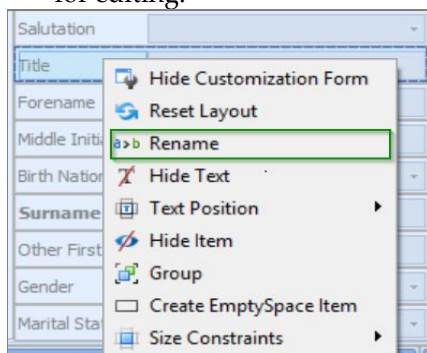 for editing.
Salutation
Title
Hide Customization Form
Forename
Reset Layout
Middle Initi
a>b Rename
Birth Nation
Hide Text
Surname
Text Position
Other First
Hide Item
Gender
Group
Create EmptySpace Item
Marital Sta
Size Constraints